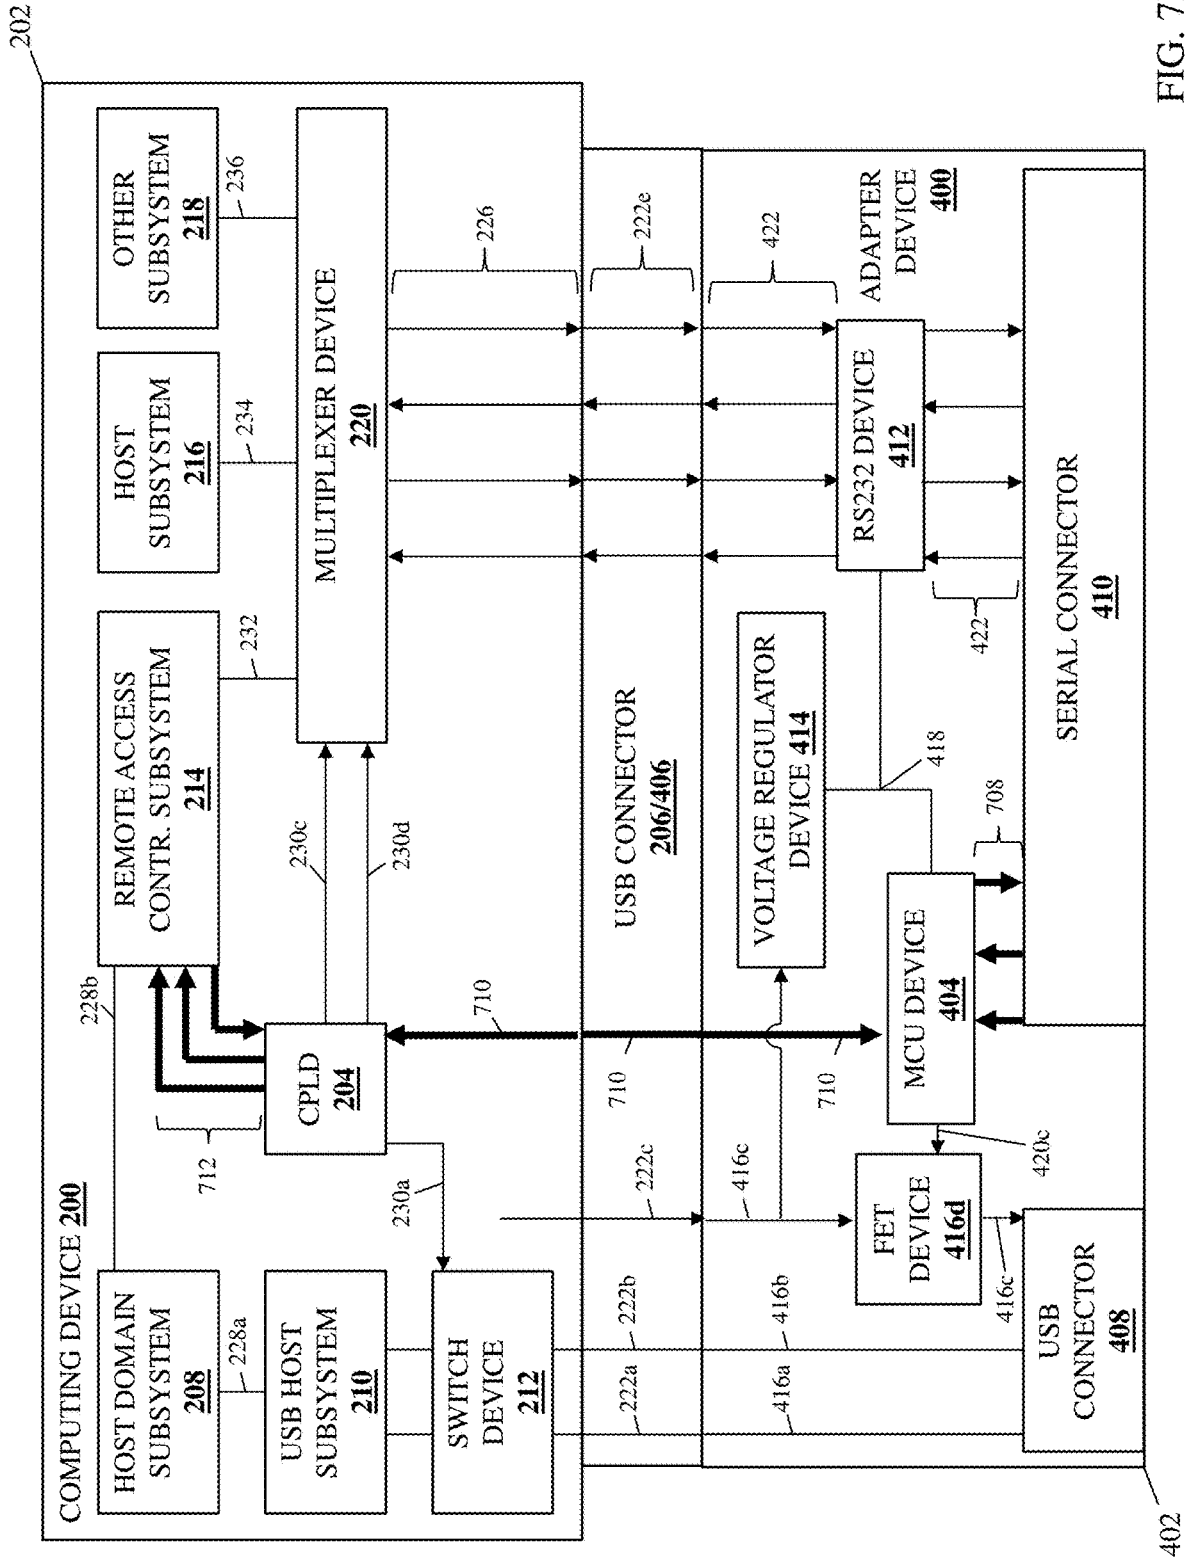 202
COMPUTING DEVICE 200
HOST DOMAIN
SUBSYSTEM
208
228a
228b
USB HOST
SUBSYSTEM
210
SWITCH
DEVICE
212
230a
712
CPLD
204
REMOTE ACCESS
CONTR. SUBSYSTEM
214
230c
230d
232
HOST
SUBSYSTEM
216
234
OTHER
SUBSYSTEM
218
236
MULTIPLEXER DEVICE
220
226
222a
222b
222c
710
710
USB CONNECTOR
206/406
222e
416a
416b
416c
710
VOLTAGE REGULATOR
DEVICE 414
422
ADAPTER
DEVICE
400
FET
DEVICE
416d
420c
MCU DEVICE
404
418
RS232 DEVICE
412
416c
708
422
USB
CONNECTOR
408
SERIAL CONNECTOR
410
402
FIG. 7